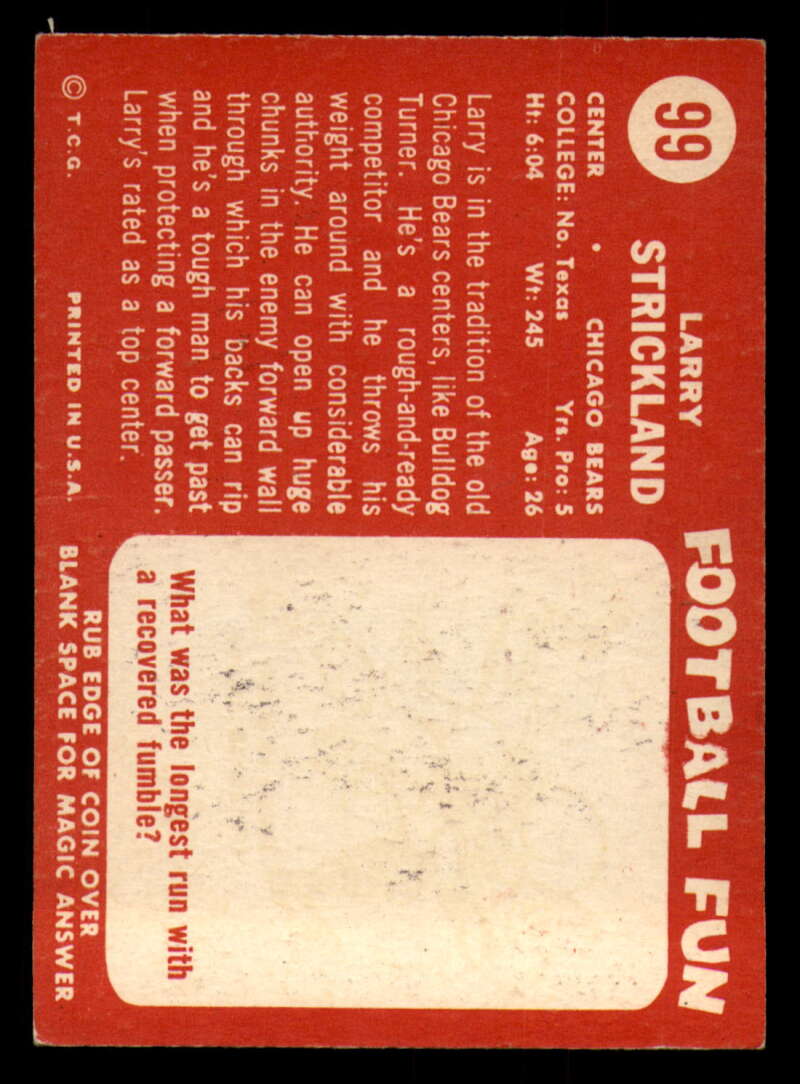 99
LARRY
STRICKLAND
CENTER • CHICAGO BEARS
COLLEGE: No. Texas Yrs. Pro: 5
Ht: 6:04 Wt: 245 Age: 26
Larry is in the tradition of the old
Chicago Bears centers, like Bulldog
Turner. He's a rough-and-ready
competitor and he throws his
weight around with considerable
authority. He can open up huge
chunks in the enemy forward wall
through which his backs can rip
and he's a tough man to get past
when protecting a forward passer.
Larry's rated as a top center.
© T.C.G. PRINTED IN U.S.A.
FOOTBALL FUN
What was the longest run with
a recovered fumble?
RUB EDGE OF COIN OVER
BLANK SPACE FOR MAGIC ANSWER